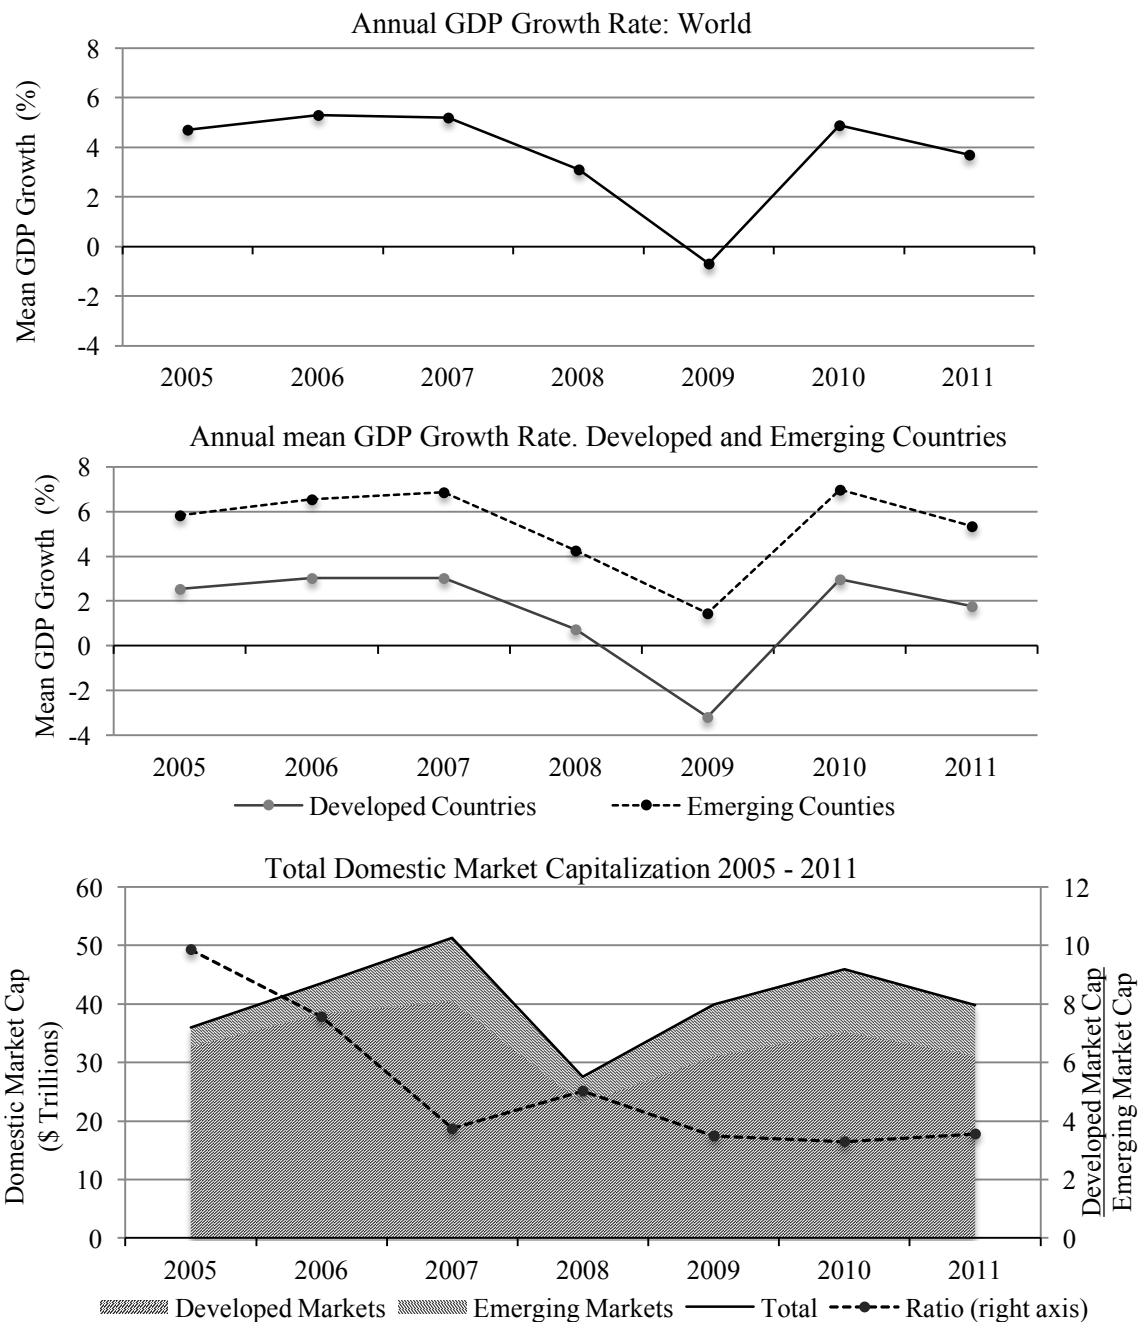 Annual GDP Growth Rate: World
Mean GDP Growth (%)
8
6
4
2
0
-2
-4
2005 2006 2007 2008 2009 2010 2011
Annual mean GDP Growth Rate. Developed and Emerging Countries
Mean GDP Growth (%)
8
6
4
2
0
-2
-4
2005 2006 2007 2008 2009 2010 2011
Developed Countries Emerging Counties
Total Domestic Market Capitalization 2005 - 2011
Domestic Market Cap
($ Trillions)
60
50
40
30
20
10
0
12
10
8
6
4
2
0
Developed Market Cap
Emerging Market Cap
2005 2006 2007 2008 2009 2010 2011
Developed Markets Emerging Markets Total Ratio (right axis)